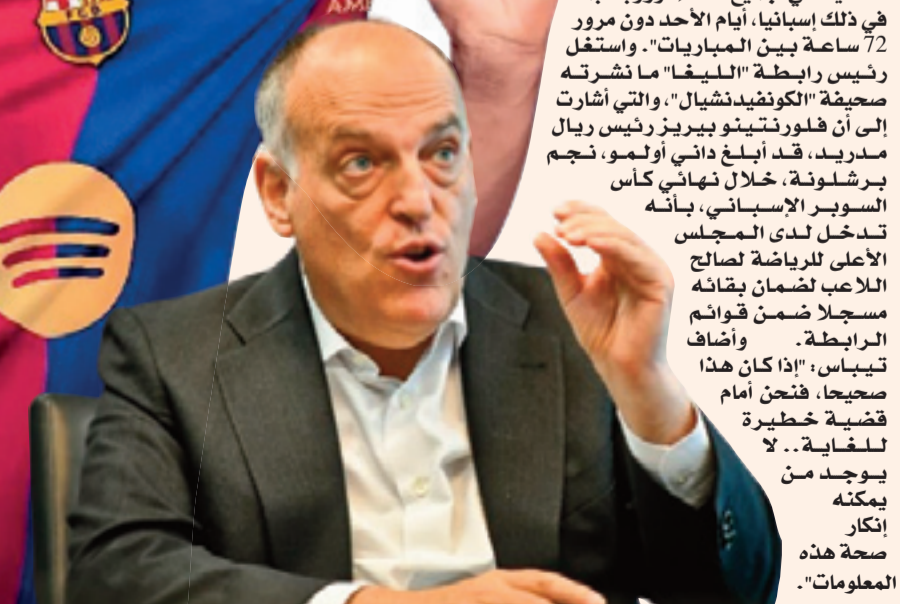 AME
في ذلك إسبانيا، أيام الأحد دون مرور
72 ساعة بين المباريات". واستغل
رئيس رابطة "الليغا" ما نشرته
صحيفة "الكونفيدنشيال"، والتي أشارت
إلى أن فلورنتينو بيريز رئيس ريال
مدريد، قد أبلغ داني أولمو، نجم
برشلونة، خلال نهائي كأس
السوبر الإسباني، بأنه
تدخل لدى المجلس
الأعلى للرياضة لصالح
اللاعب لضمان بقائه
مسجلا ضمن قوائم
الرابطة. وأضاف
تيباس: "إذا كان هذا
صحيحا، فنحن أمام
قضية خطيرة
للغاية.. لا
يوجد من
يمكنه
إنكار
صحة هذه
المعلومات".